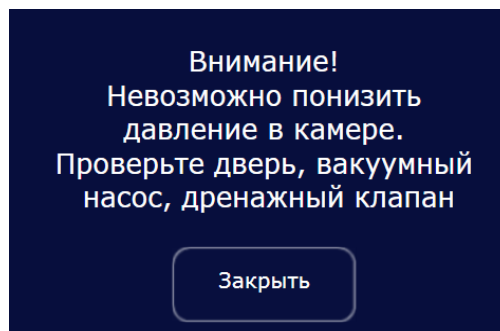 Внимание!
Невозможно понизить
давление в камере.
Проверьте дверь, вакуумный
насос, дренажный клапан
Закрыть